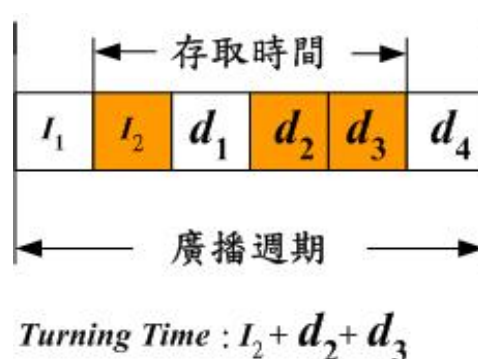 存取時間
I₁ I₂ d₁ d₂ d₃ d₄
廣播週期
Turning Time : I₂ + d₂ + d₃